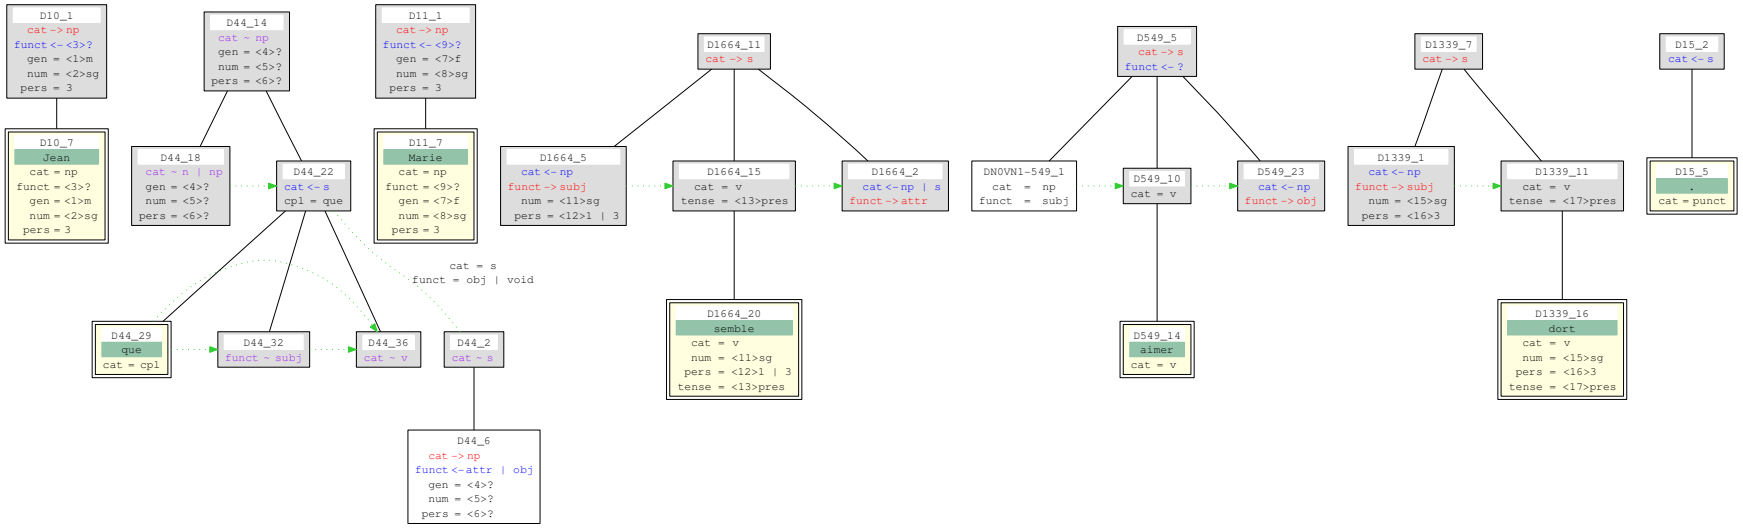 D10_1
cat -> np
funct <- <3>?
gen = <1>m
num = <2>sg
pers = 3
D10_7
Jean
cat = np
funct = <3>?
gen = <1>m
num = <2>sg
pers = 3
D44_14
cat ~ np
gen = <4>?
num = <5>?
pers = <6>?
D44_18
cat ~ n | np
gen = <4>?
num = <5>?
pers = <6>?
D44_22
cat <- s
cpl = que
D44_29
que
cat = cpl
D44_32
funct ~ subj
D44_36
cat ~ v
cat = s
funct = obj | void
D44_2
cat ~ s
D44_6
cat -> np
funct <- attr | obj
gen = <4>?
num = <5>?
pers = <6>?
D11_1
cat -> np
funct <- <9>?
gen = <7>f
num = <8>sg
pers = 3
D11_7
Marie
cat = np
funct = <9>?
gen = <7>f
num = <8>sg
pers = 3
D1664_11
cat -> s
D1664_5
cat <- np
funct -> subj
num = <11>sg
pers = <12>1 | 3
D1664_15
cat = v
tense = <13>pres
D1664_2
cat <- np | s
funct -> attr
D1664_20
semble
cat = v
num = <11>sg
pers = <12>1 | 3
tense = <13>pres
D549_5
cat -> s
funct <- ?
DN0VN1-549_1
cat = np
funct = subj
D549_10
cat = v
D549_23
cat <- np
funct -> obj
D549_14
aimer
cat = v
D1339_7
cat -> s
D1339_1
cat <- np
funct -> subj
num = <15>sg
pers = <16>3
D1339_11
cat = v
tense = <17>pres
D1339_16
dort
cat = v
num = <15>sg
pers = <16>3
tense = <17>pres
D15_2
cat <- s
D15_5
.
cat = punct